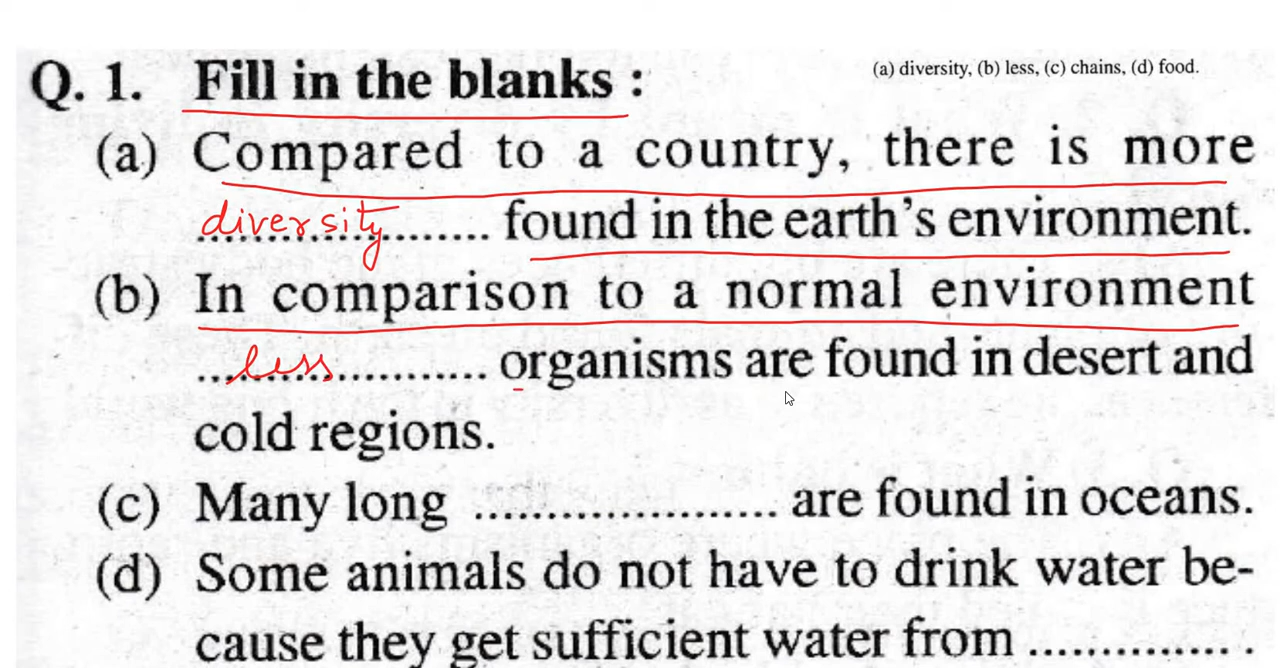 Q. 1. Fill in the blanks :
(a) diversity, (b) less, (c) chains, (d) food.
(a) Compared to a country, there is more
diversity.......... found in the earth's environment.
(b) In comparison to a normal environment
...less.............. organisms are found in desert and
cold regions.
(c) Many long ..................... are found in oceans.
(d) Some animals do not have to drink water be-
cause they get sufficient water from .............. .